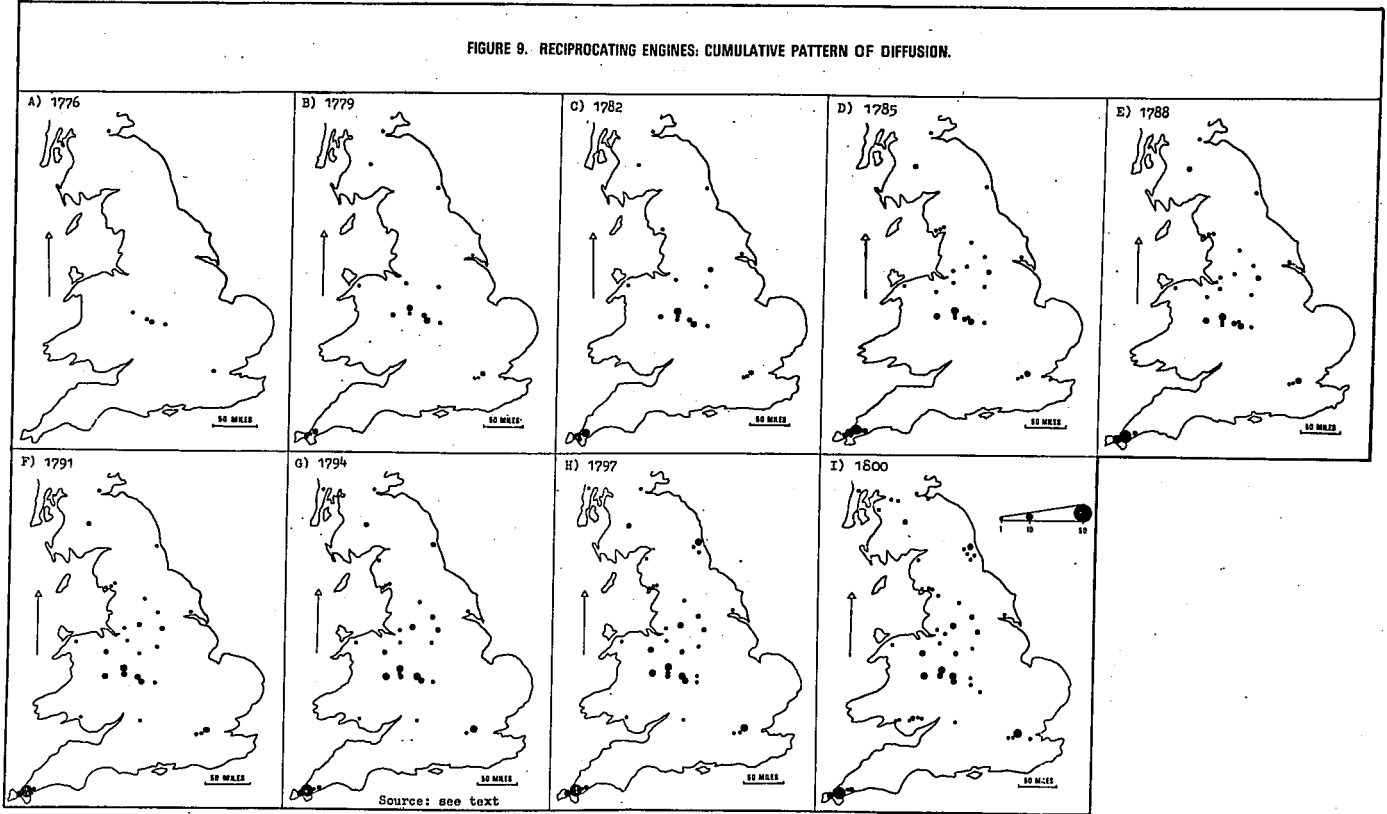 FIGURE 9. RECIPROCATING ENGINES: CUMULATIVE PATTERN OF DIFFUSION.
A) 1776
50 MILES
B) 1779
50 MILES
C) 1782
50 MILES
D) 1785
50 MILES
E) 1788
50 MILES
F) 1791
50 MILES
G) 1794
50 MILES
Source: see text
H) 1797
50 MILES
I) 1800
1 10 50
50 MILES